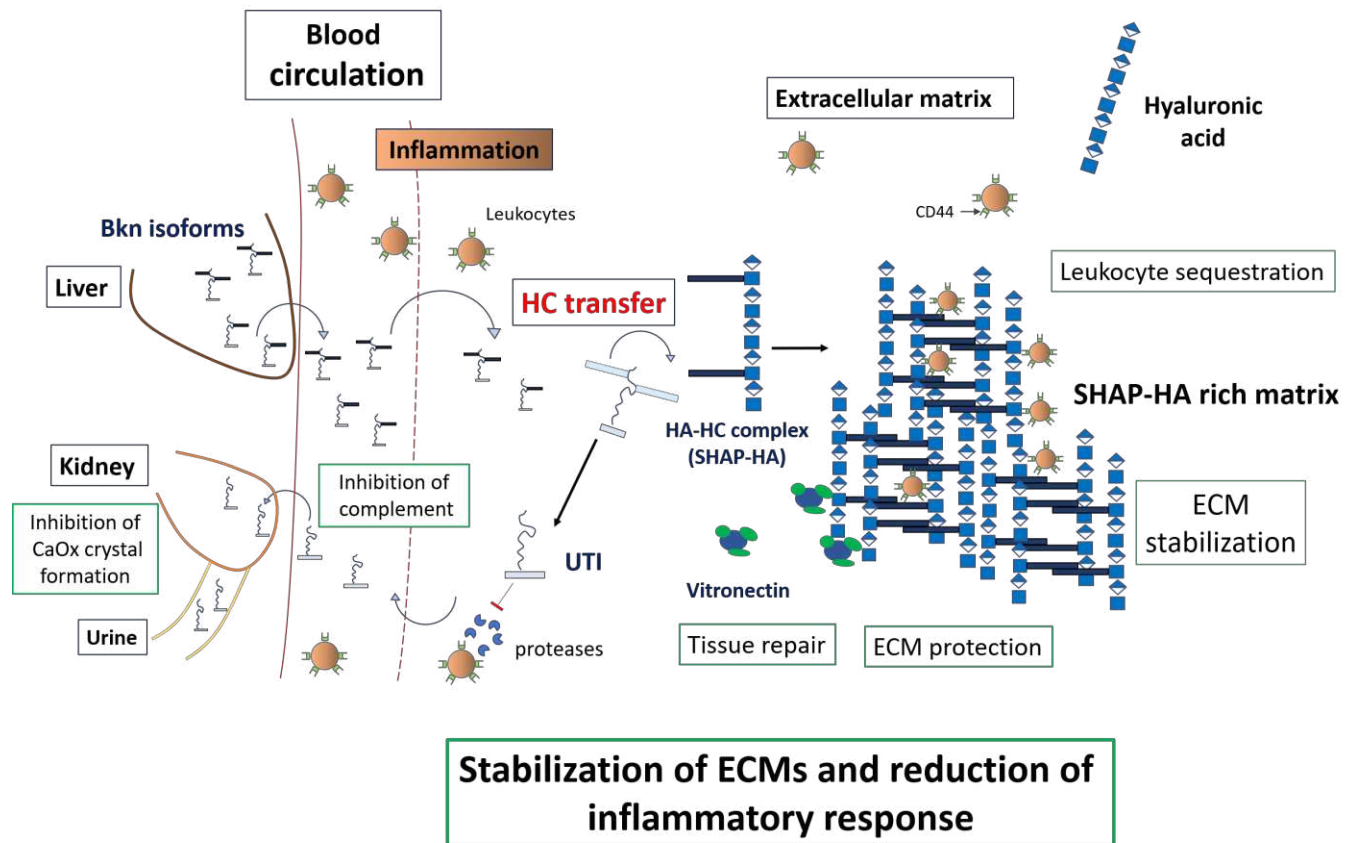 Blood
circulation
Extracellular matrix
Hyaluronic
acid
Inflammation
Leukocytes
CD44
Bkn isoforms
Liver
HC transfer
Leukocyte sequestration
SHAP-HA rich matrix
HA-HC complex
(SHAP-HA)
Kidney
Inhibition of
complement
Inhibition of
CaOx crystal
formation
ECM
stabilization
UTI
Vitronectin
Urine
proteases
Tissue repair
ECM protection
Stabilization of ECMs and reduction of
inflammatory response